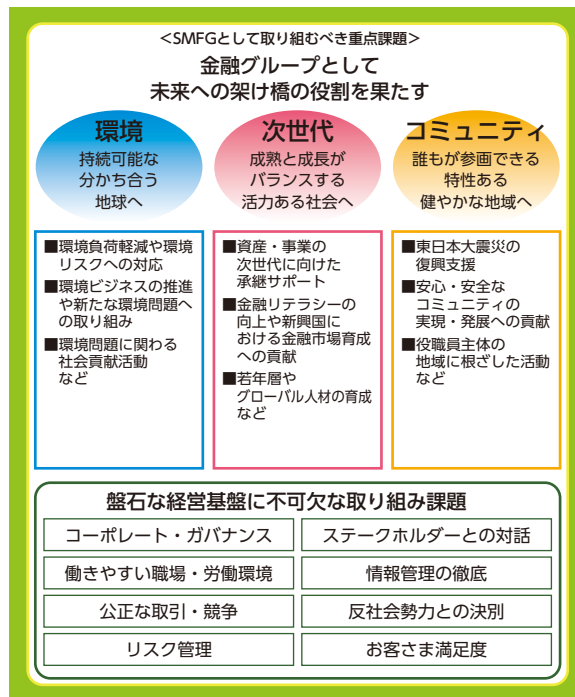 <SMFGとして取り組むべき重点課題>
金融グループとして
未来への架け橋の役割を果たす
環境
持続可能な
分かち合う
地球へ
次世代
成熟と成長が
バランスする
活力ある社会へ
コミュニティ
誰もが参画できる
特性ある
健やかな地域へ
■環境負荷軽減や環境
リスクへの対応
■環境ビジネスの推進
や新たな環境問題へ
の取り組み
■環境問題に関わる
社会貢献活動
など
■資産・事業の
次世代に向けた
承継サポート
■金融リテラシーの
向上や新興国に
おける金融市場育成
への貢献
■若年層や
グローバル人材の育成
など
■東日本大震災の
復興支援
■安心・安全な
コミュニティの
実現・発展への貢献
■役職員主体の
地域に根ざした活動
など
盤石な経営基盤に不可欠な取り組み課題
コーポレート・ガバナンス
ステークホルダーとの対話
働きやすい職場・労働環境
情報管理の徹底
公正な取引・競争
反社会勢力との決別
リスク管理
お客さま満足度